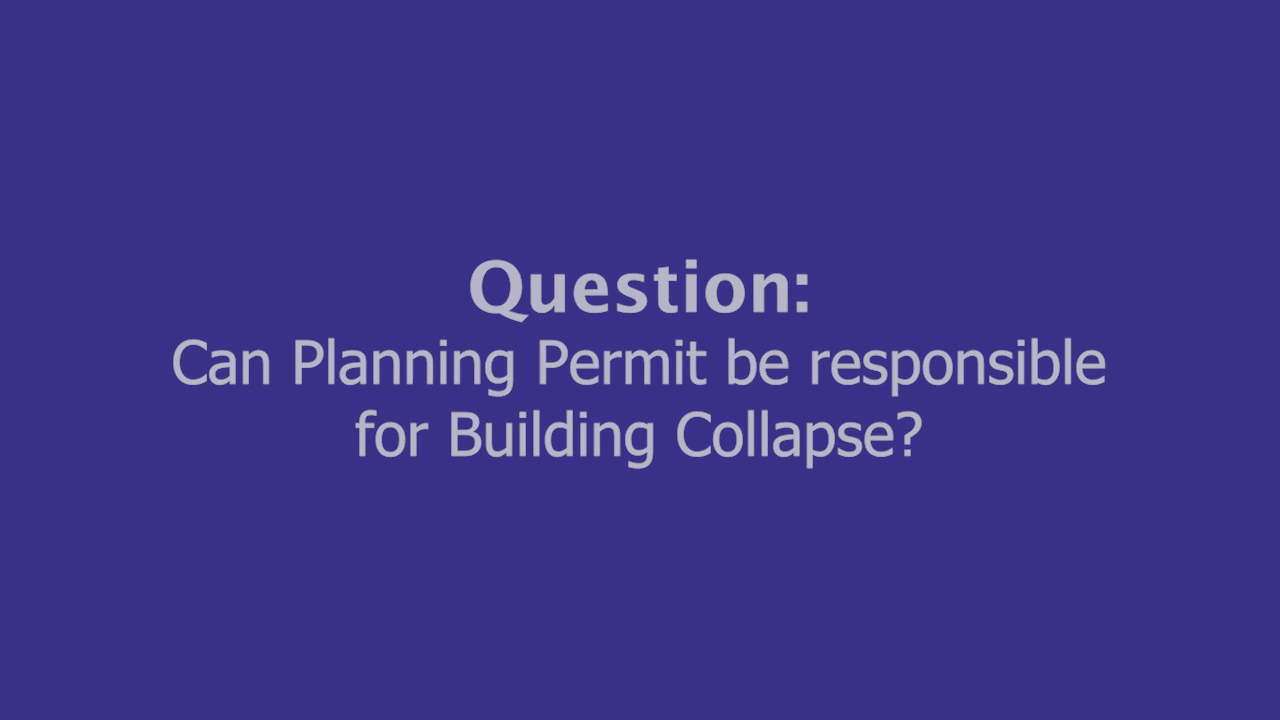 Question:
Can Planning Permit be responsible
for Building Collapse?